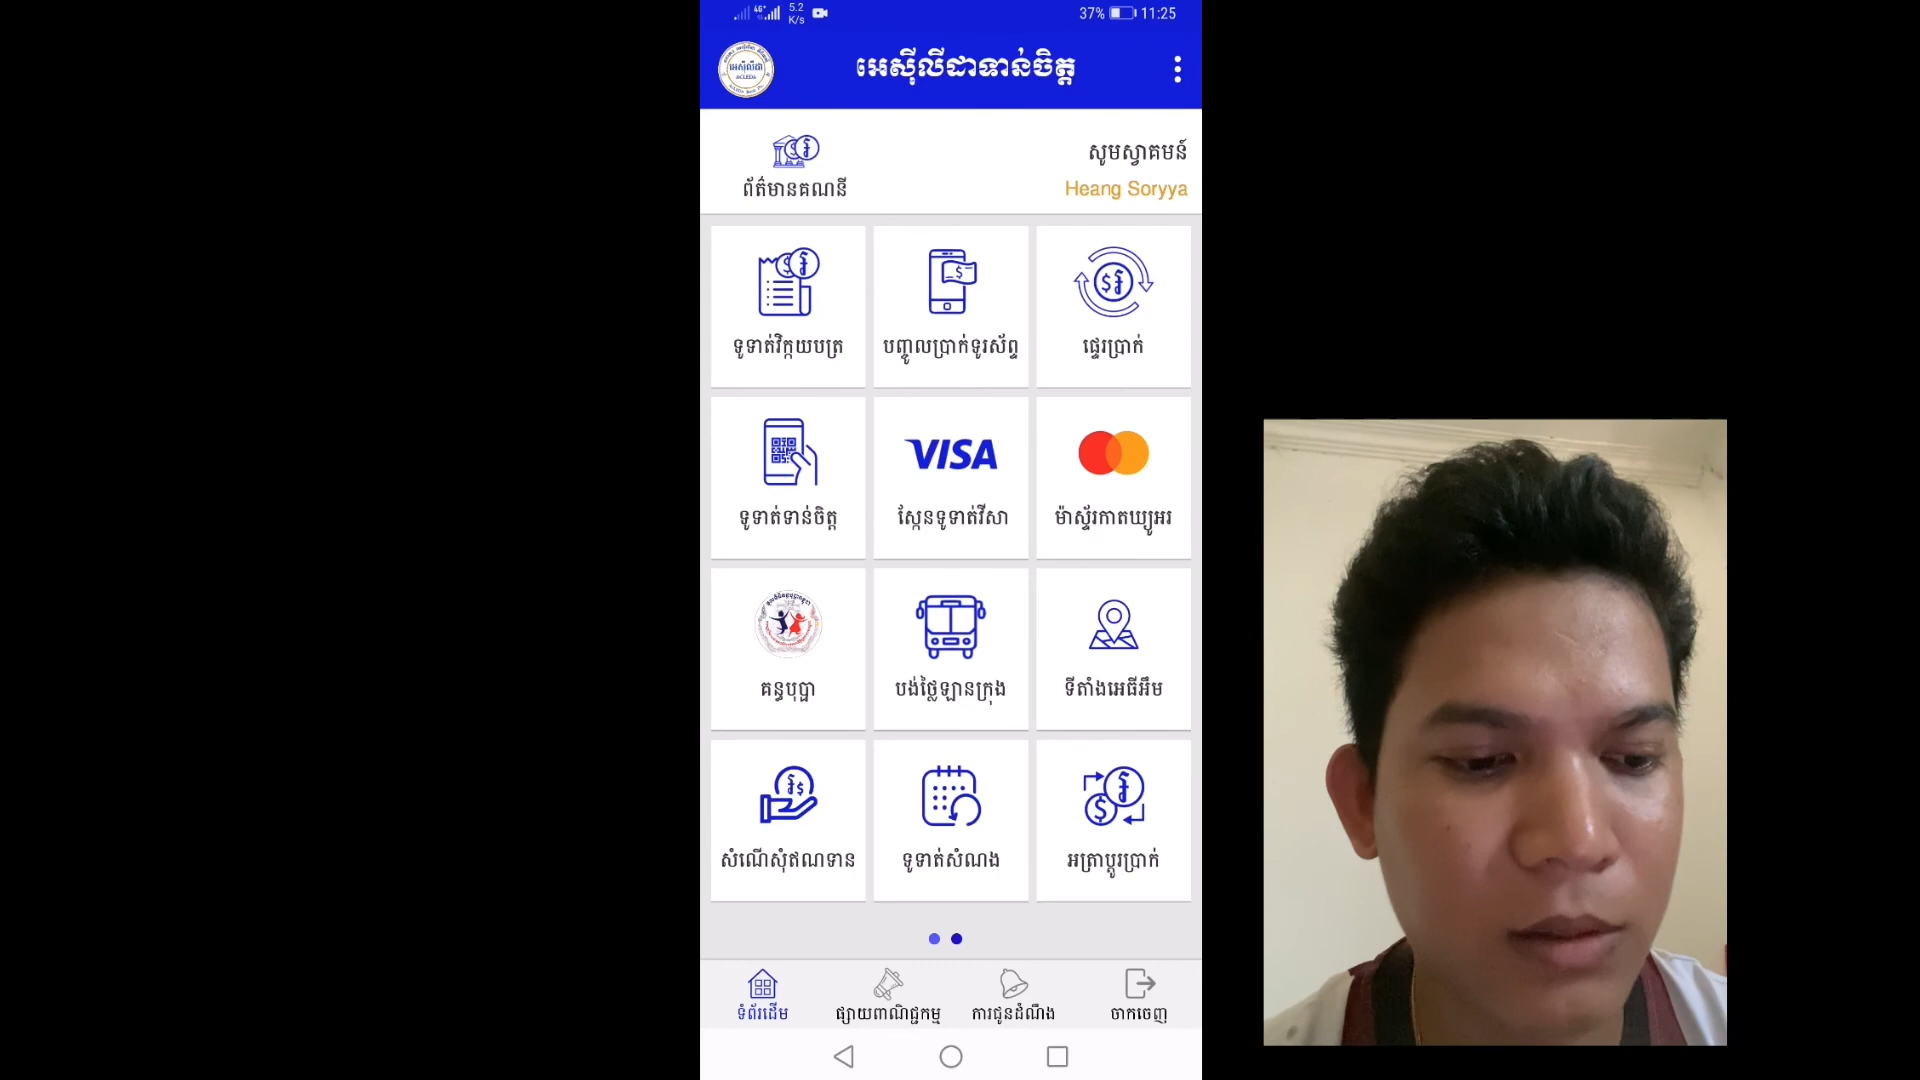 4G+
5.2
K/s
37%
11:25
អេស៊ីលីដា
ACLEDA
អេស៊ីលីដាទាន់ចិត្ត
សូមស្វាគមន៍
ព័ត៌មានគណនី
Heang Soryya
ទូទាត់វិក្កយបត្រ
បញ្ចូលប្រាក់ទូរស័ព្ទ
ផ្ទេរប្រាក់
VISA
ទូទាត់ទាន់ចិត្ត
ស្កែនទូទាត់វីសា
ម៉ាស្ទ័រកាតឃ្យូអរ
គន្ធបុប្ផា
បង់ថ្លៃឡានក្រុង
ទីតាំងអេធីអឹម
សំណើសុំឥណទាន
ទូទាត់សំណង
អត្រាប្តូរប្រាក់
ទំព័រដើម
ផ្សាយពាណិជ្ជកម្ម
ការជូនដំណឹង
ចាកចេញ